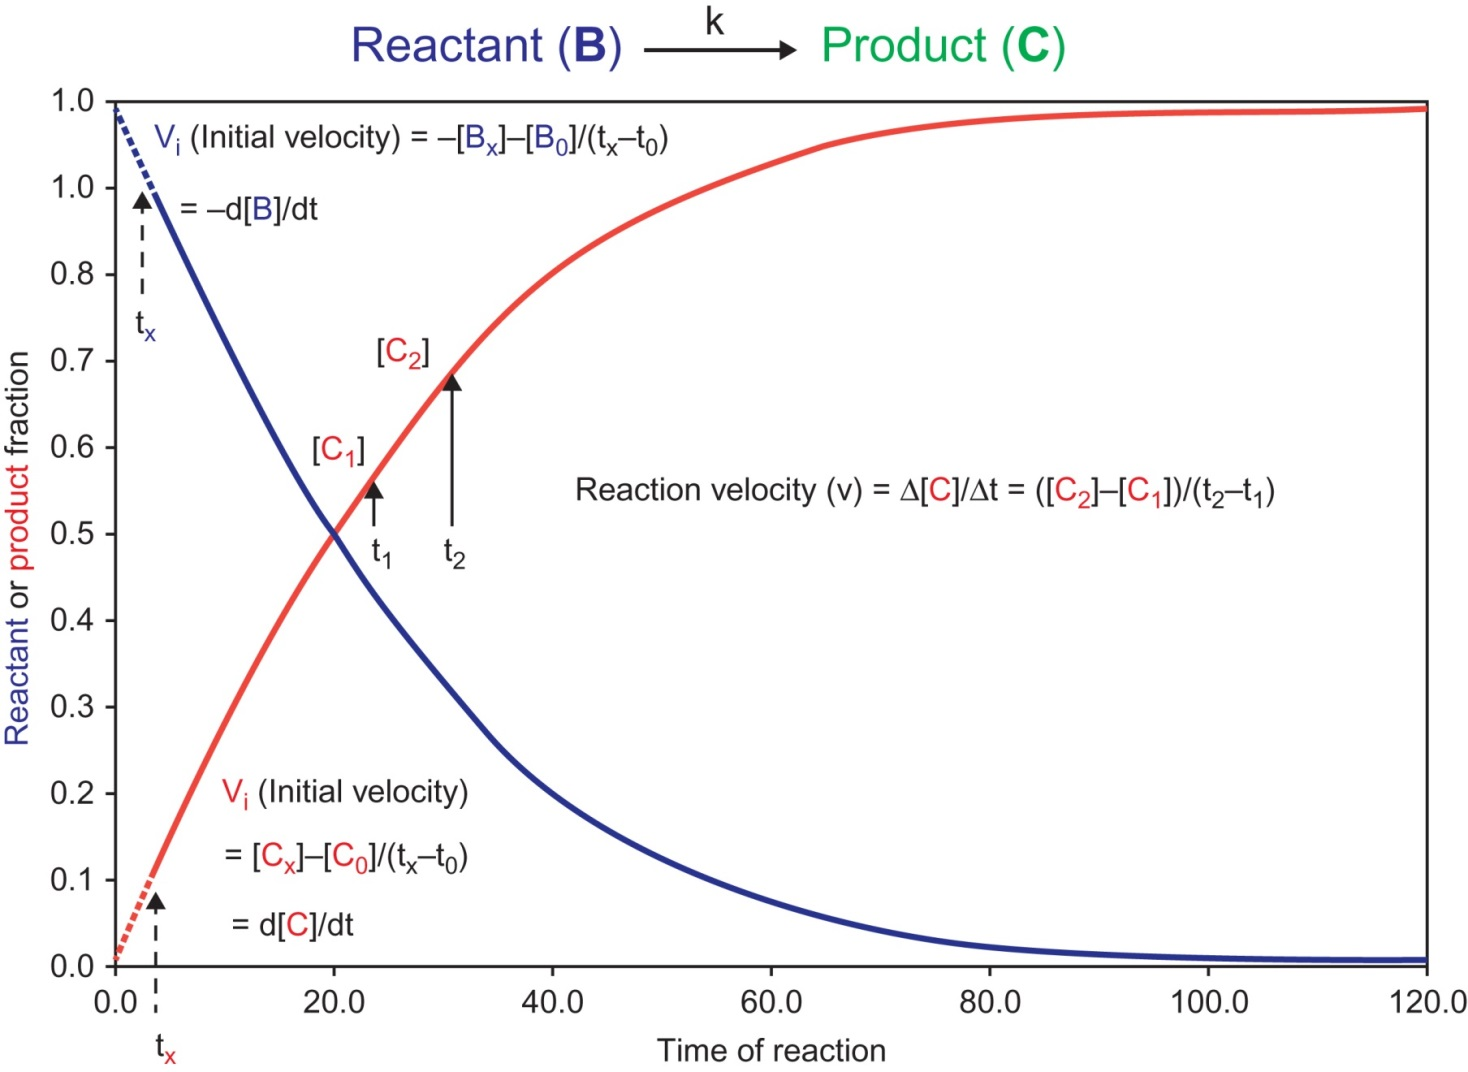 Reactant (B) k Product (C)
1.0
1.0
0.8
0.7
0.6
0.5
0.4
0.3
0.2
0.1
0.0
Reactant or product fraction
Vi (Initial velocity) = –[Bx]–[B0]/(tx–t0)
= –d[B]/dt
tx
[C2]
[C1]
t1 t2
Reaction velocity (v) = Δ[C]/Δt = ([C2]–[C1])/(t2–t1)
Vi (Initial velocity)
= [Cx]–[C0]/(tx–t0)
= d[C]/dt
0.0 20.0 40.0 60.0 80.0 100.0 120.0
tx
Time of reaction